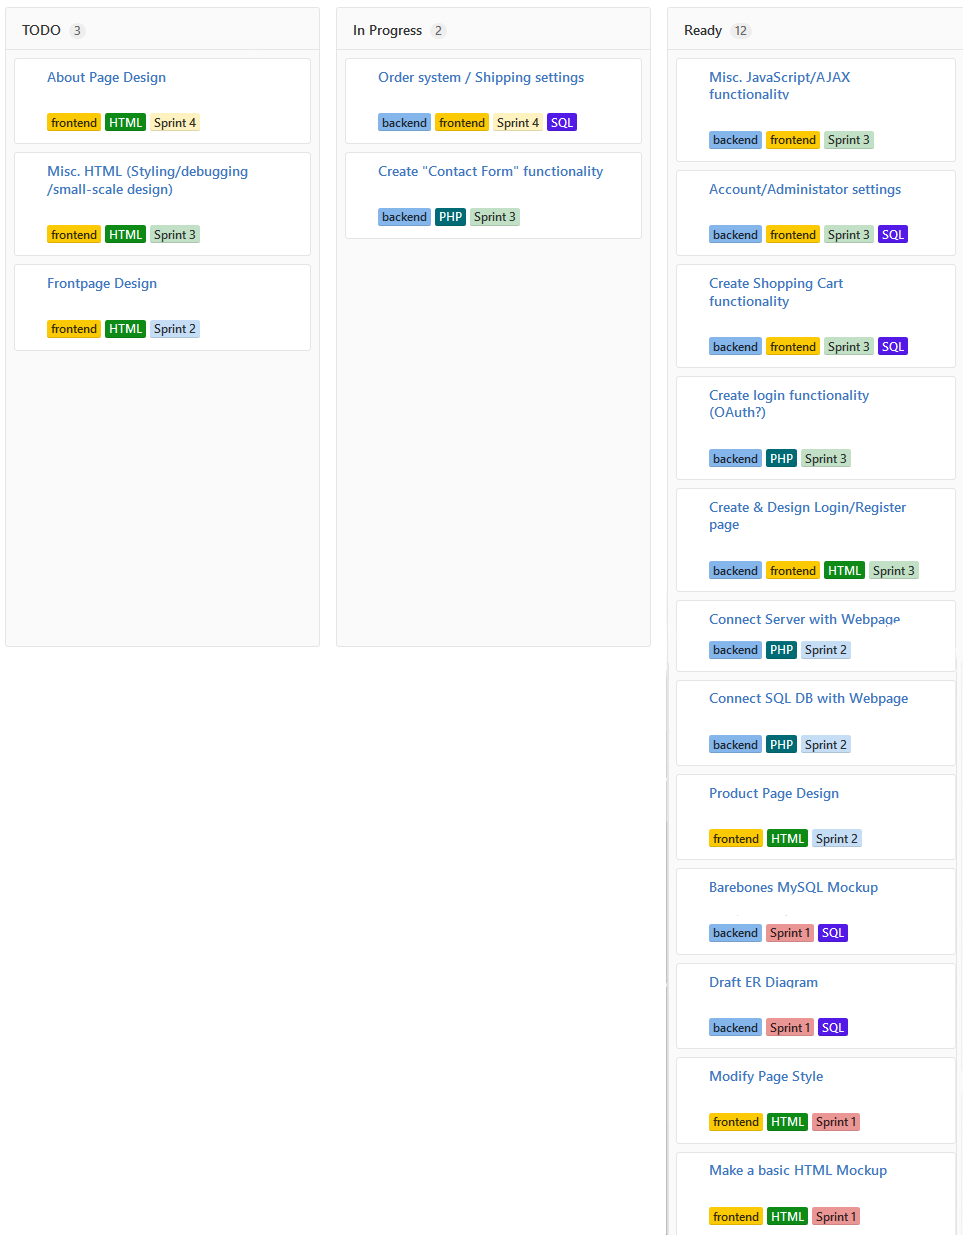 TODO 3
About Page Design
frontend HTML Sprint 4
Misc. HTML (Styling/debugging
/small-scale design)
frontend HTML Sprint 3
Frontpage Design
frontend HTML Sprint 2
In Progress 2
Order system / Shipping settings
backend frontend Sprint 4 SQL
Create "Contact Form" functionality
backend PHP Sprint 3
Ready 12
Misc. JavaScript/AJAX
functionality
backend frontend Sprint 3
Account/Administator settings
backend frontend Sprint 3 SQL
Create Shopping Cart
functionality
backend frontend Sprint 3 SQL
Create login functionality
(OAuth?)
backend PHP Sprint 3
Create & Design Login/Register
page
backend frontend HTML Sprint 3
Connect Server with Webpage
backend PHP Sprint 2
Connect SQL DB with Webpage
backend PHP Sprint 2
Product Page Design
frontend HTML Sprint 2
Barebones MySQL Mockup
backend Sprint 1 SQL
Draft ER Diagram
backend Sprint 1 SQL
Modify Page Style
frontend HTML Sprint 1
Make a basic HTML Mockup
frontend HTML Sprint 1